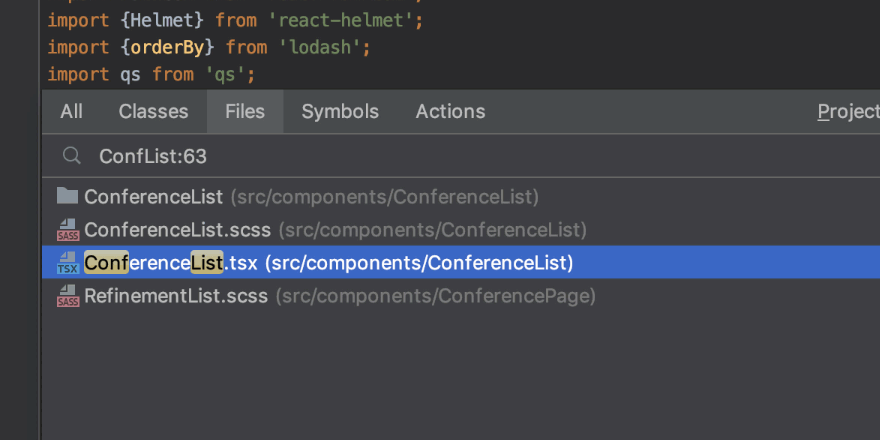 import {Helmet} from 'react-helmet';
import {orderBy} from 'lodash';
import qs from 'qs';
All Classes Files Symbols Actions Project
ConfList:63
ConferenceList (src/components/ConferenceList)
SASS ConferenceList.scss (src/components/ConferenceList)
TSX ConferenceList.tsx (src/components/ConferenceList)
SASS RefinementList.scss (src/components/ConferencePage)